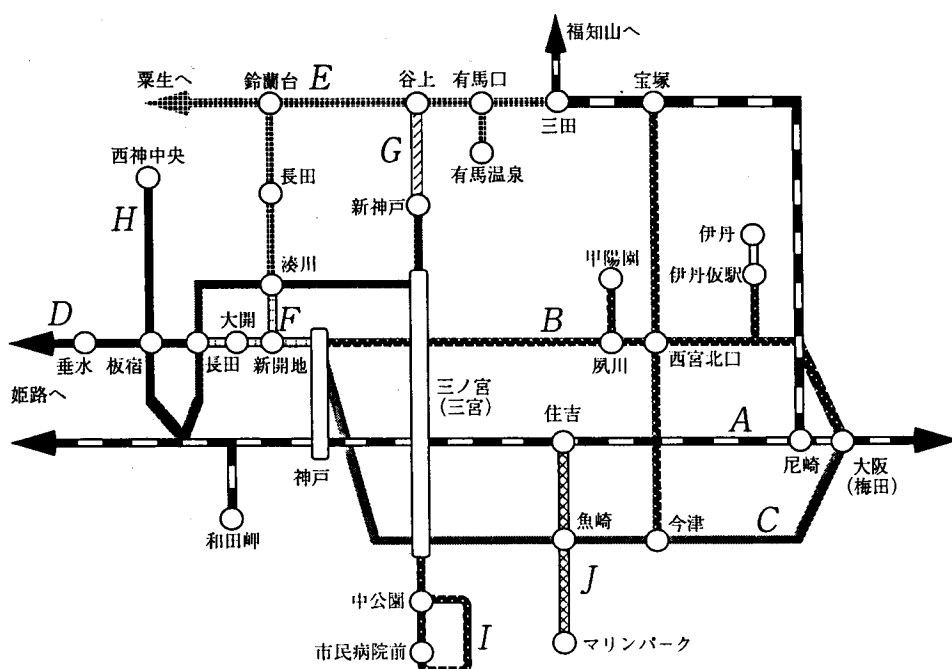 福知山へ
粟生へ
鈴蘭台
E
谷上
有馬口
三田
宝塚
西神中央
G
有馬温泉
長田
新神戸
H
伊丹
甲陽園
伊丹仮駅
湊川
D
大開
F
B
垂水
板宿
長田
新開地
夙川
西宮北口
姫路へ
三ノ宮
(三宮)
住吉
A
神戸
尼崎
大阪
(梅田)
和田岬
魚崎
今津
C
中公園
J
I
市民病院前
マリンパーク